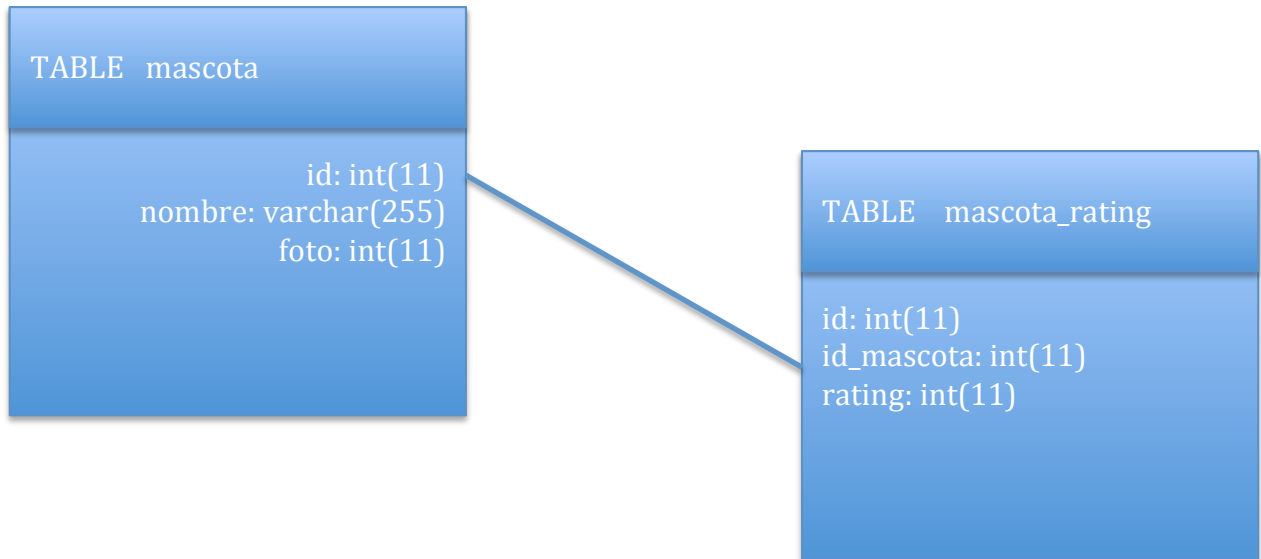 TABLE mascota
id: int(11)
nombre: varchar(255)
foto: int(11)
TABLE mascota_rating
id: int(11)
id_mascota: int(11)
rating: int(11)